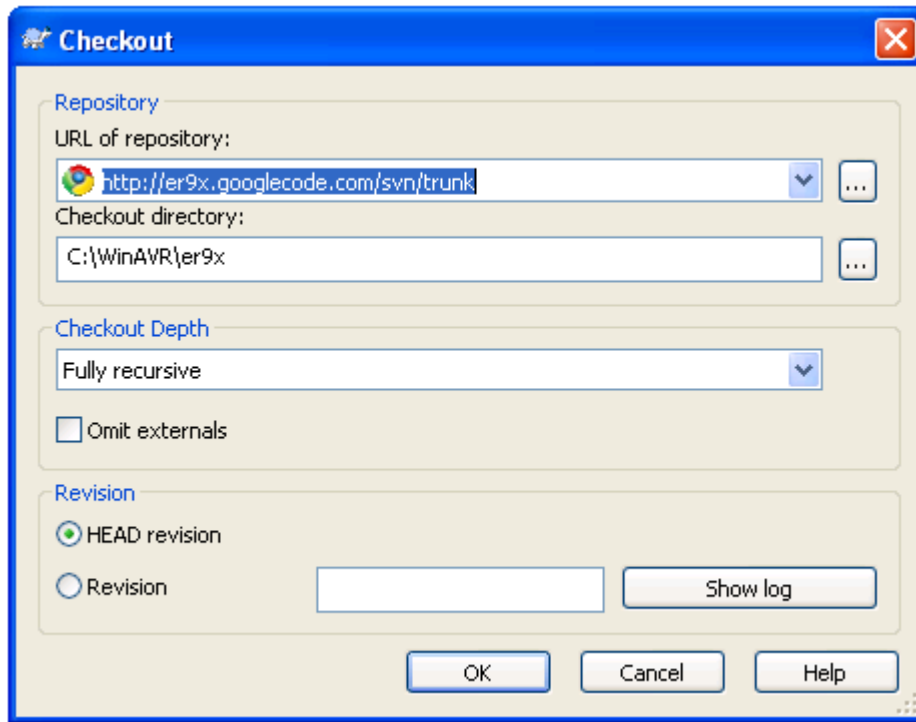 Checkout
Repository
URL of repository:
http://er9x.googlecode.com/svn/trunk
...
Checkout directory:
C:\WinAVR\er9x
...
Checkout Depth
Fully recursive
Omit externals
Revision
HEAD revision
Revision
Show log
OK Cancel Help